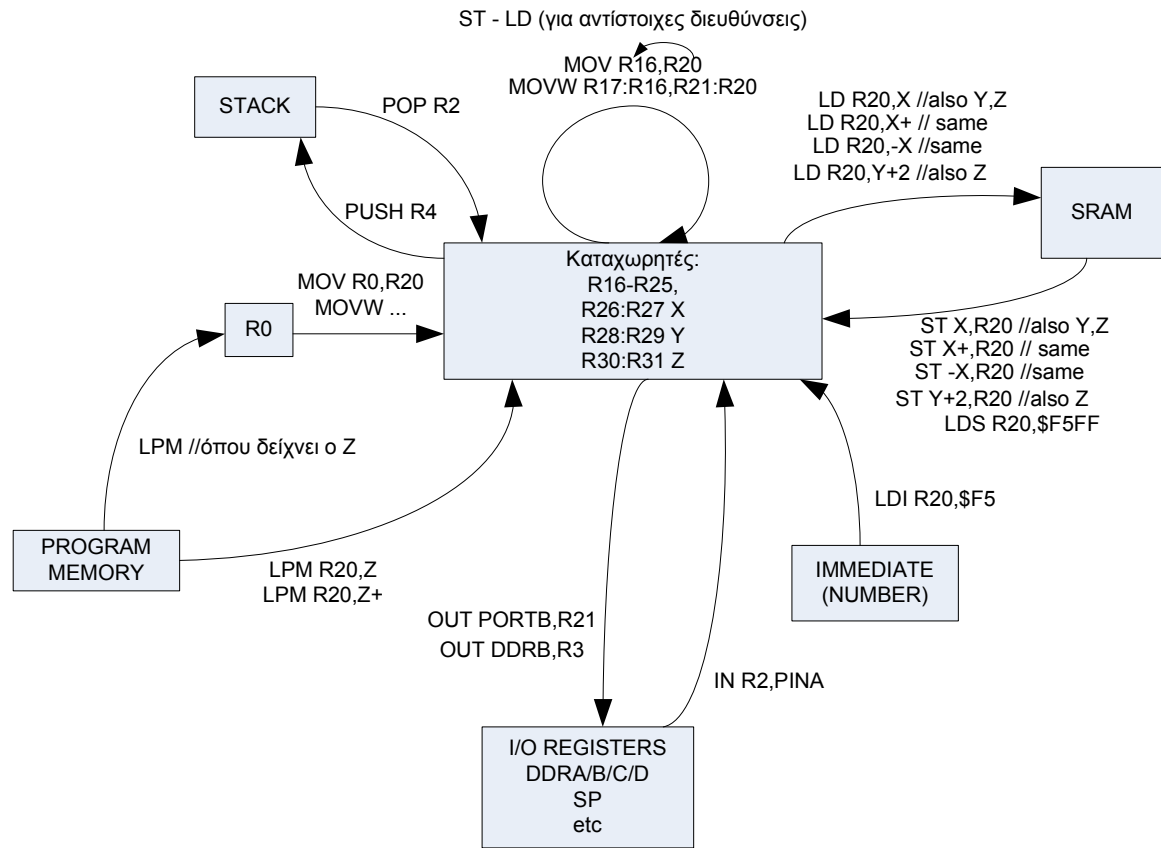 ST - LD (για αντίστοιχες διευθύνσεις)
MOV R16,R20
MOVW R17:R16,R21:R20
STACK
POP R2
PUSH R4
LD R20,X //also Y,Z
LD R20,X+ // same
LD R20,-X //same
LD R20,Y+2 //also Z
SRAM
Καταχωρητές:
R16-R25,
R26:R27 X
R28:R29 Y
R30:R31 Z
MOV R0,R20
MOVW ...
R0
ST X,R20 //also Y,Z
ST X+,R20 // same
ST -X,R20 //same
ST Y+2,R20 //also Z
LDS R20,$F5FF
LPM //όπου δείχνει ο Z
LDI R20,$F5
PROGRAM
MEMORY
LPM R20,Z
LPM R20,Z+
IMMEDIATE
(NUMBER)
OUT PORTB,R21
OUT DDRB,R3
IN R2,PINA
I/O REGISTERS
DDRA/B/C/D
SP
etc